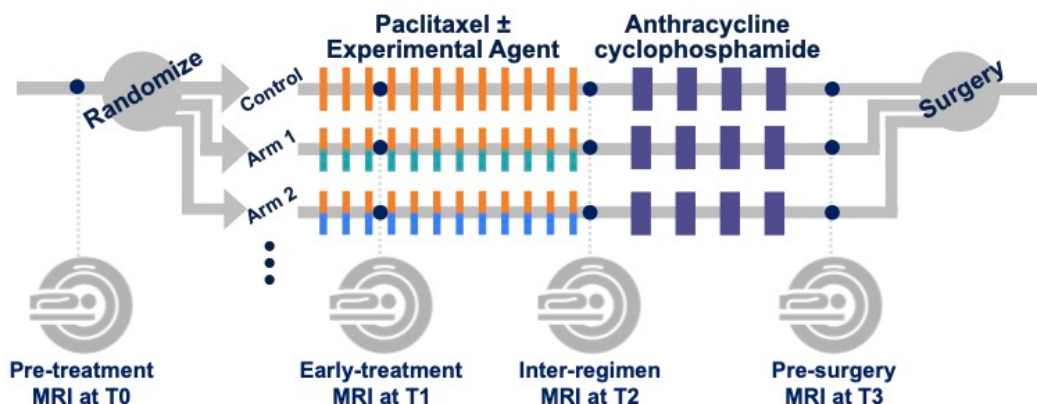 Paclitaxel ±
Experimental Agent
Anthracycline
cyclophosphamide
Randomize
Control
Arm 1
Arm 2
Surgery
Pre-treatment
MRI at T0
Early-treatment
MRI at T1
Inter-regimen
MRI at T2
Pre-surgery
MRI at T3